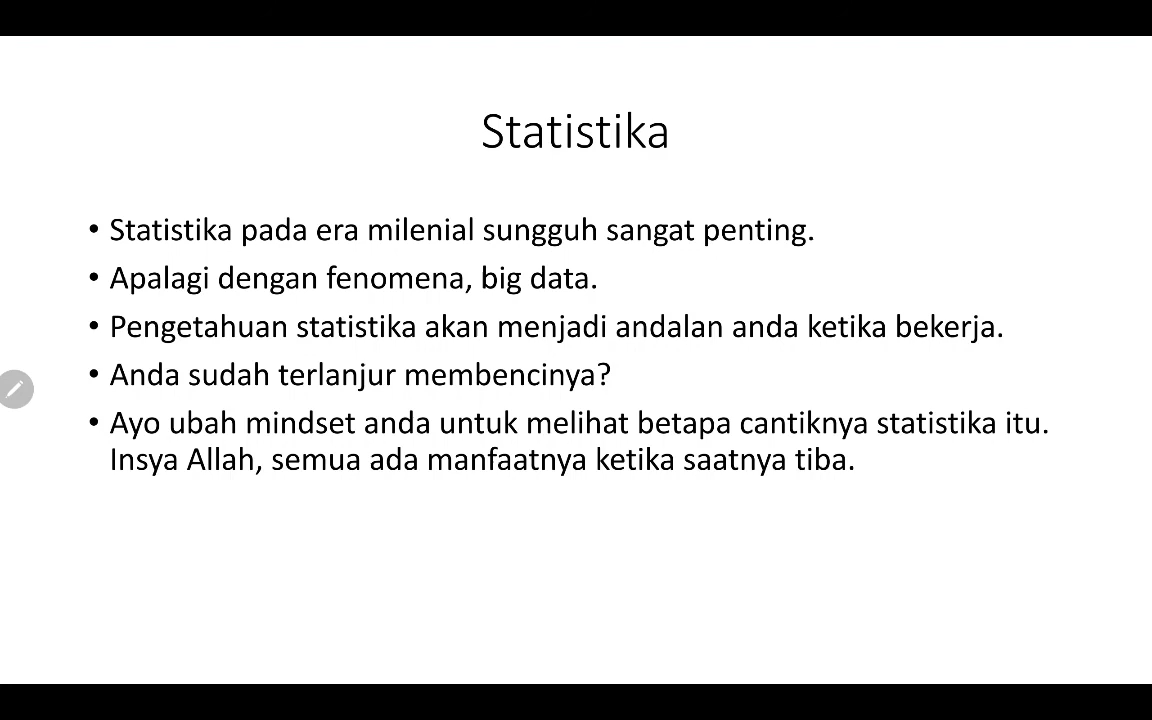 Statistika
• Statistika pada era milenial sungguh sangat penting.
• Apalagi dengan fenomena, big data.
• Pengetahuan statistika akan menjadi andalan anda ketika bekerja.
• Anda sudah terlanjur membencinya?
• Ayo ubah mindset anda untuk melihat betapa cantiknya statistika itu.
Insya Allah, semua ada manfaatnya ketika saatnya tiba.